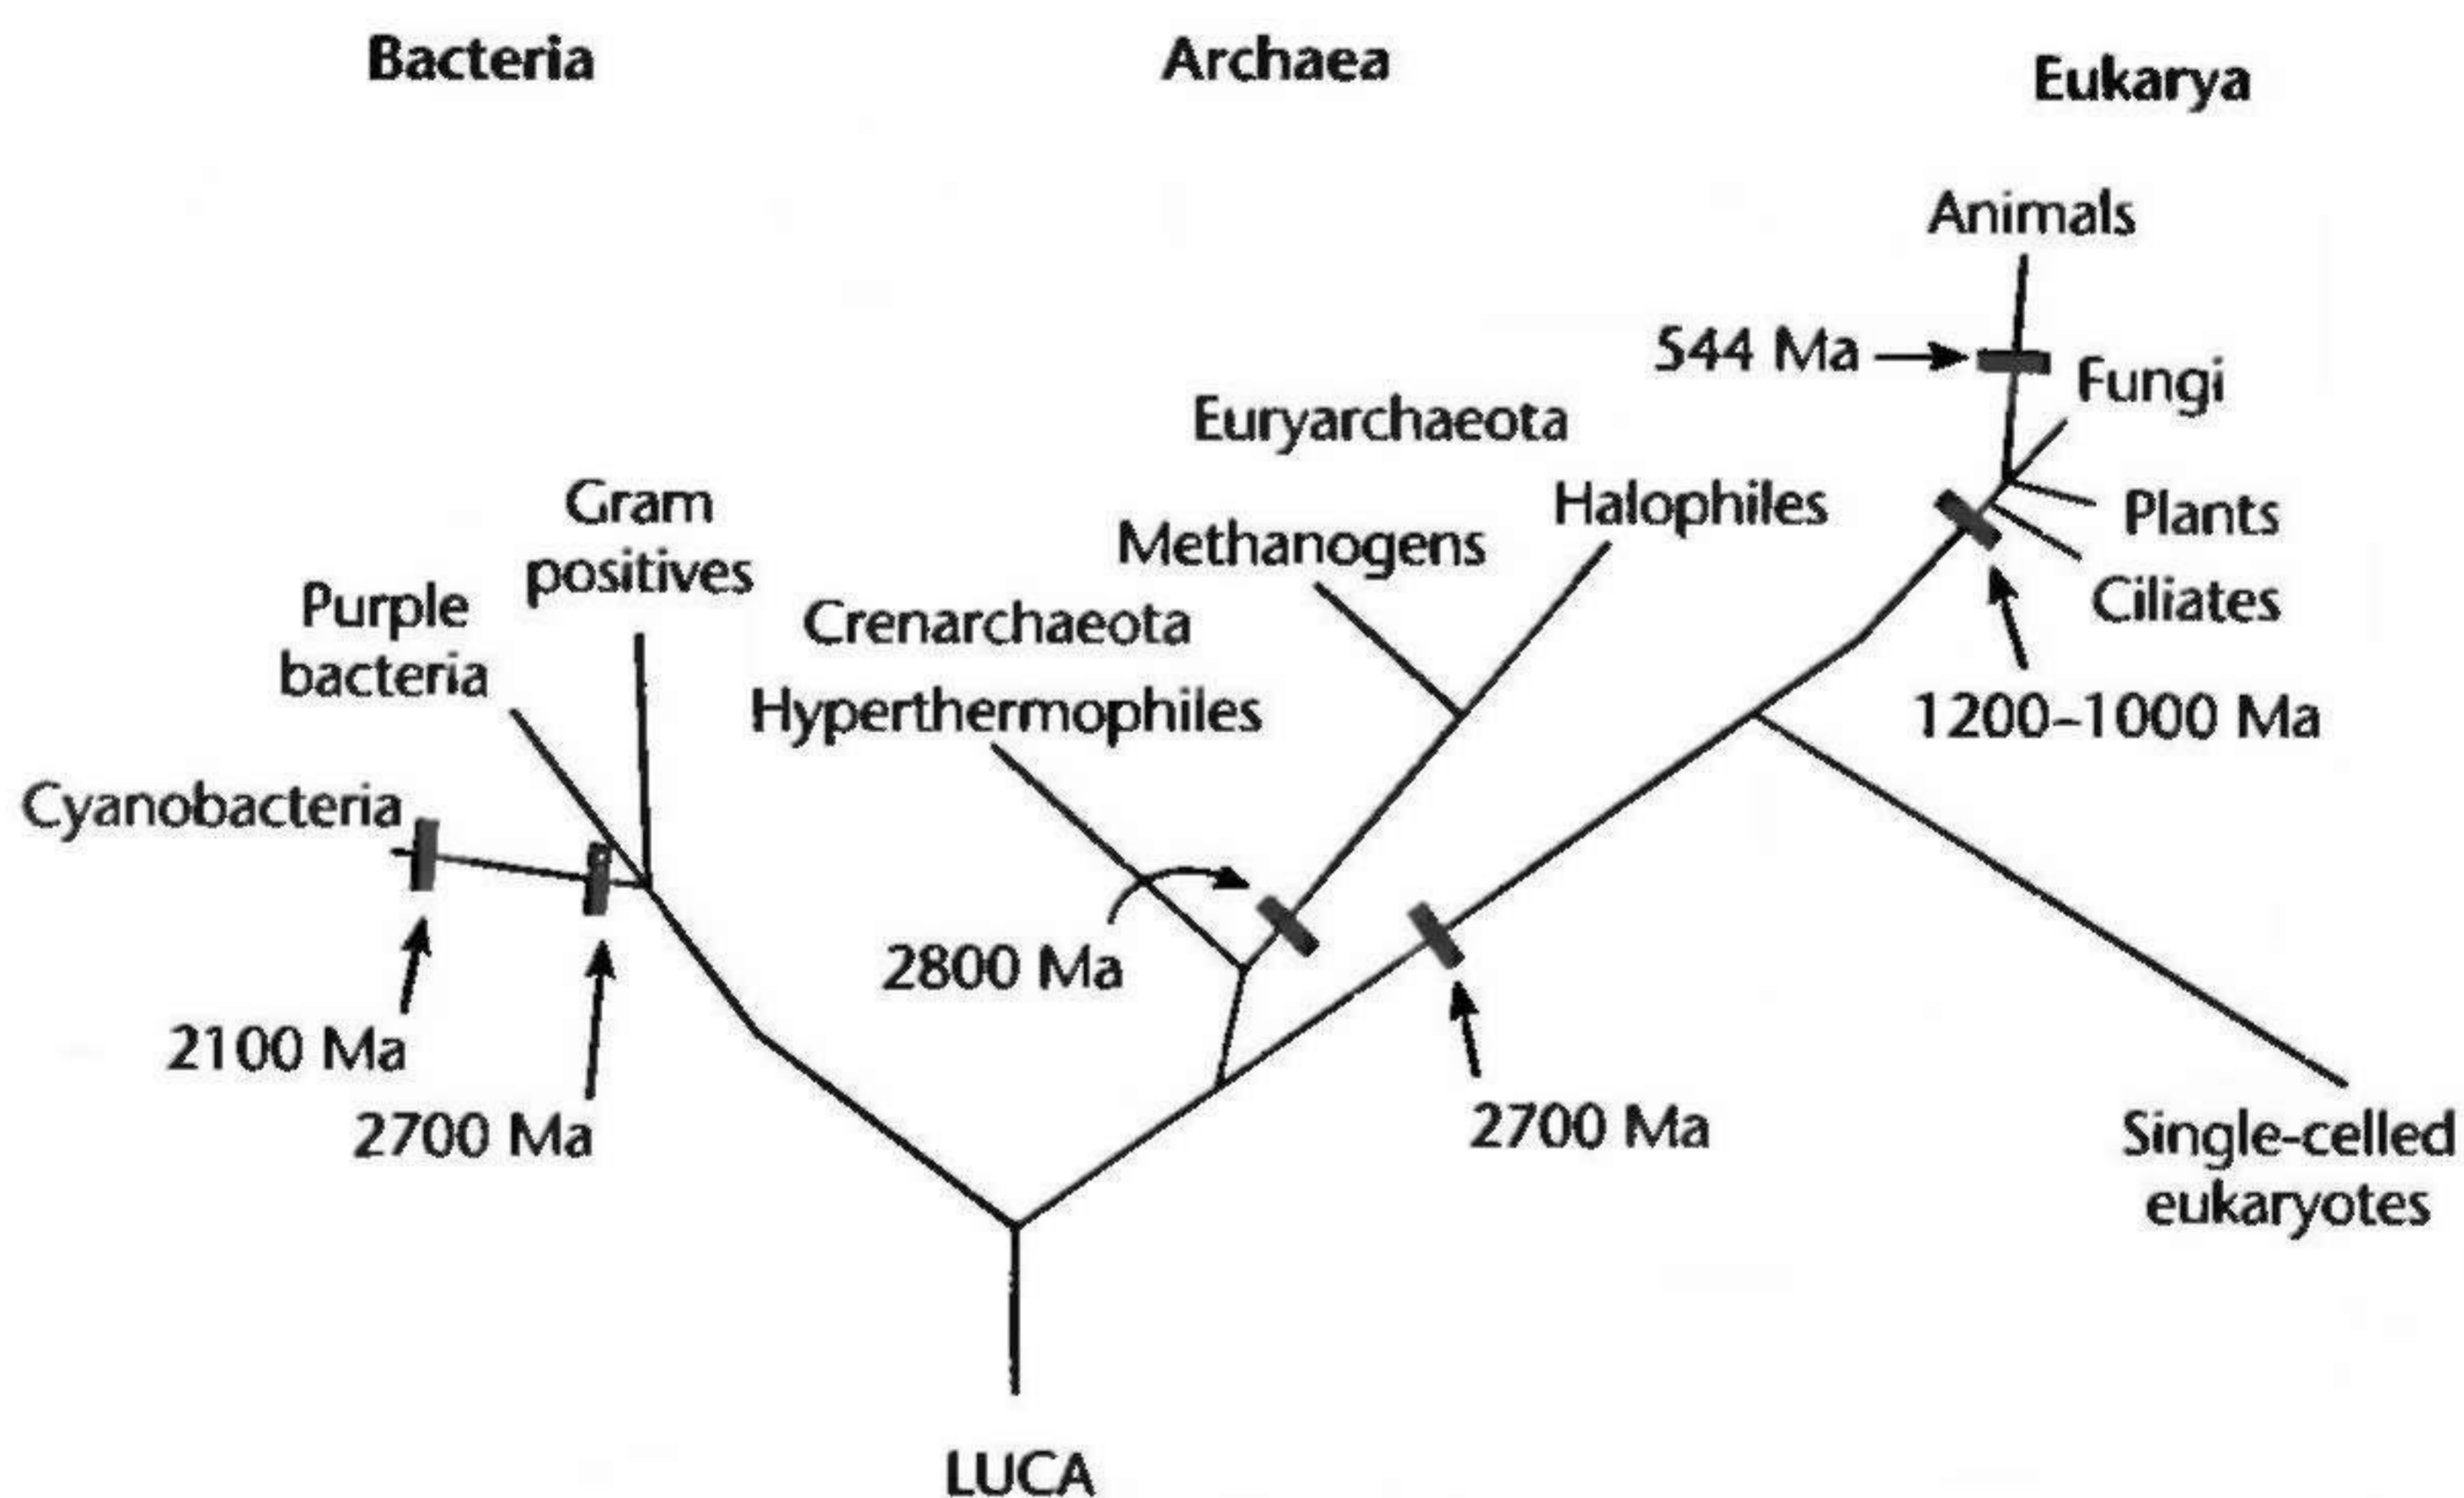 Bacteria
Archaea
Eukarya
Animals
544 Ma
Fungi
Euryarchaeota
Gram
positives
Halophiles
Methanogens
Plants
Purple
bacteria
Crenarchaeota
Ciliates
Hyperthermophiles
1200–1000 Ma
Cyanobacteria
2800 Ma
2100 Ma
2700 Ma
2700 Ma
Single-celled
eukaryotes
LUCA